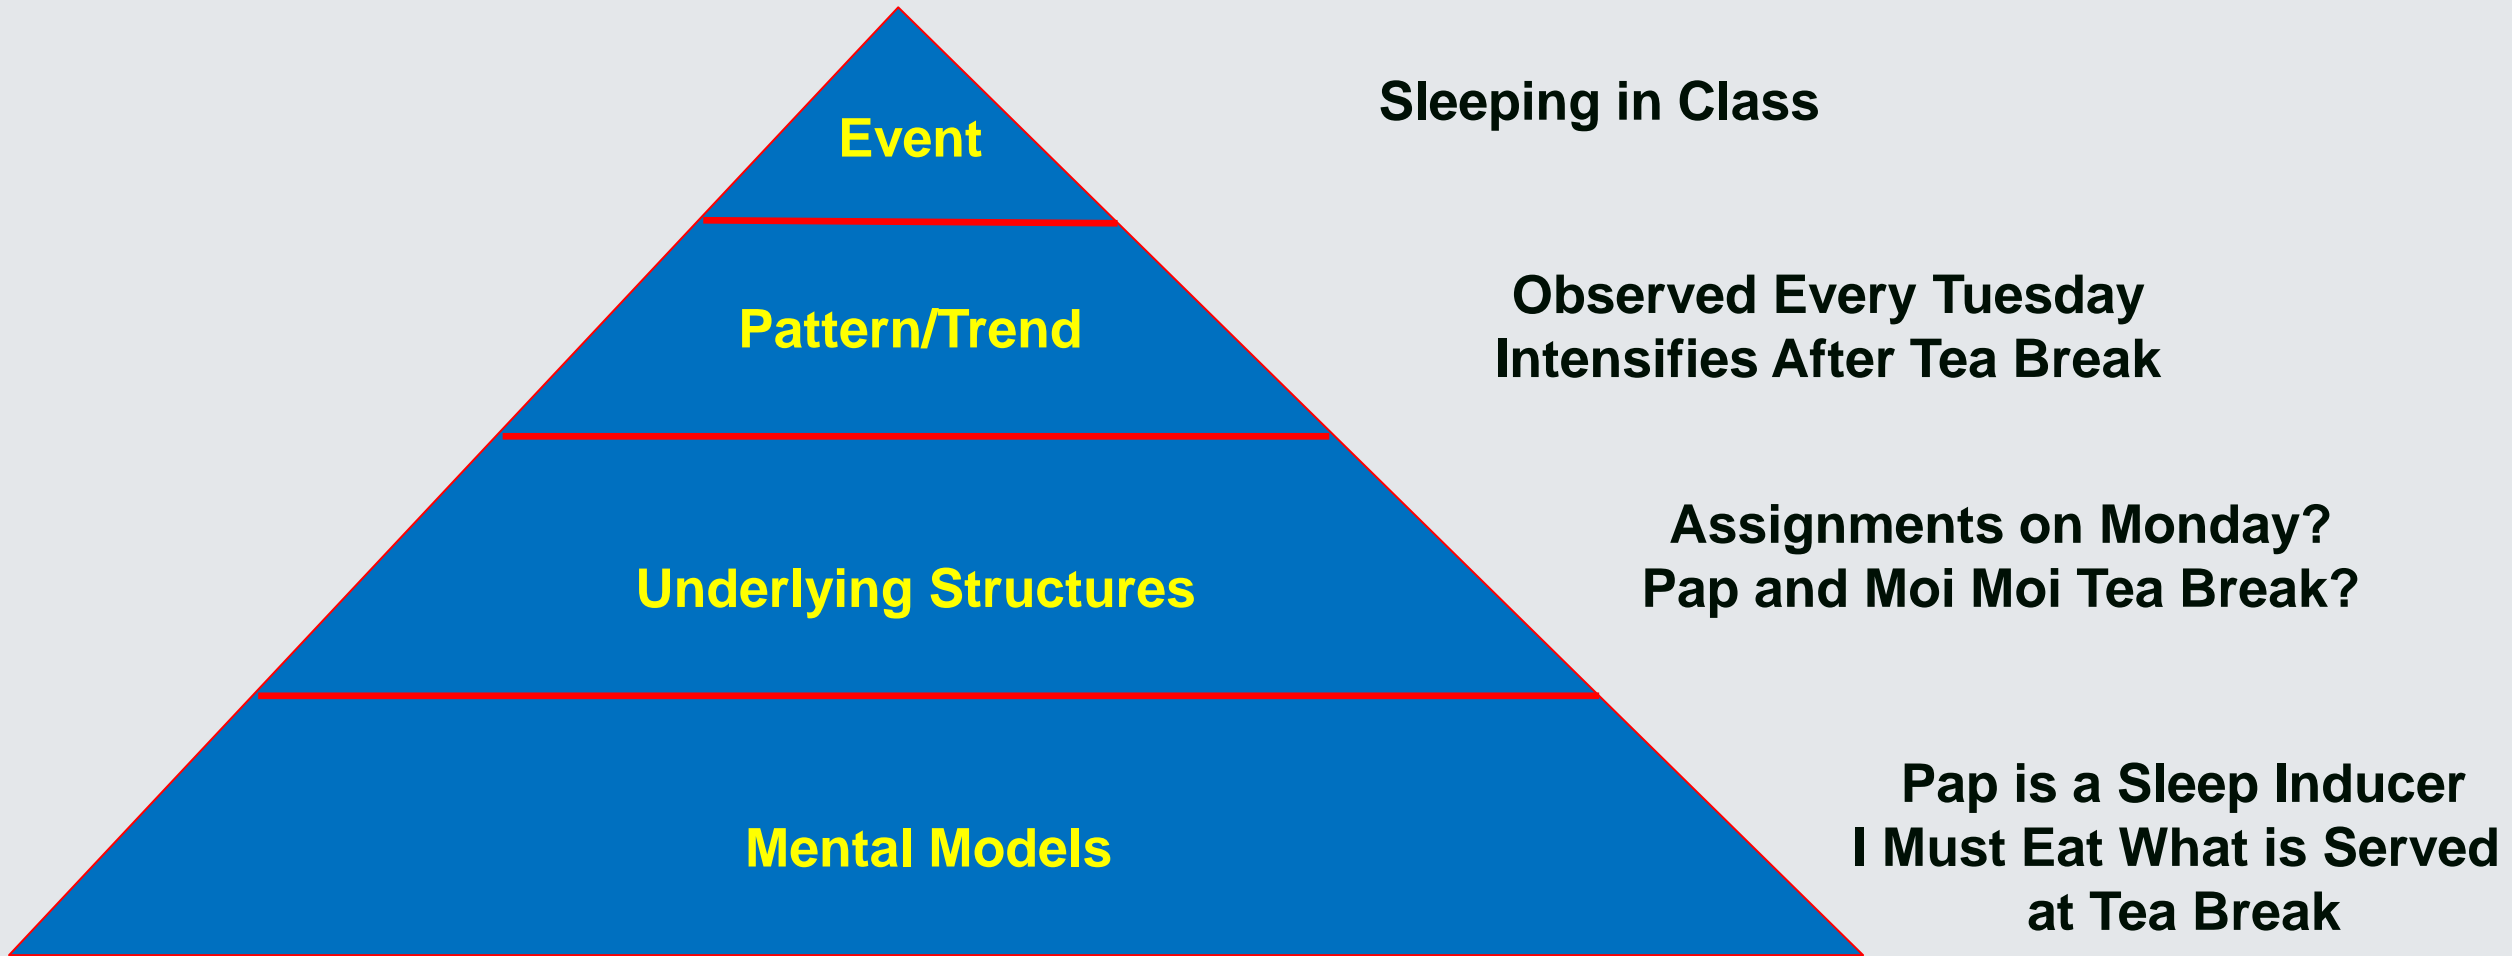 Sleeping in Class
Event
Observed Every Tuesday
Pattern/Trend
Intensifies After Tea Break
Assignments on Monday?
Underlying Structures
Pap and Moi Moi Tea Break?
Pap is a Sleep Inducer
Mental Models
I Must Eat What is Served
at Tea Break